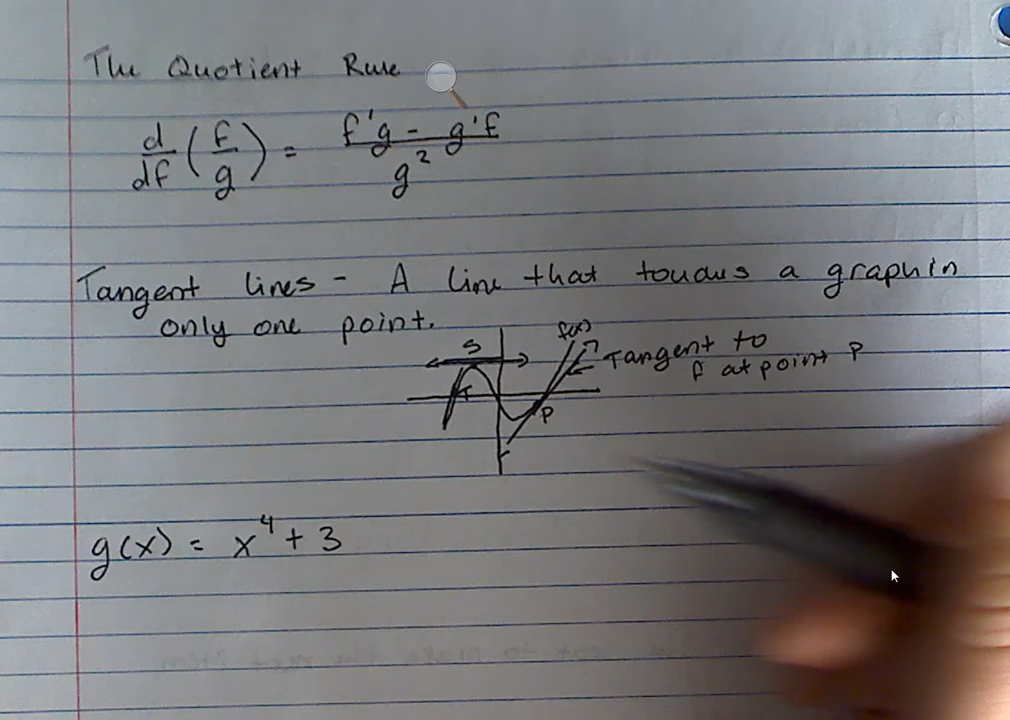 The Quotient Rule
d/df (f/g) = f'g - g'f / g²
Tangent lines - A line that touches a graph in
only one point.
S
f(x)
Tangent to
f at point P
P
g(x) = x⁴ + 3